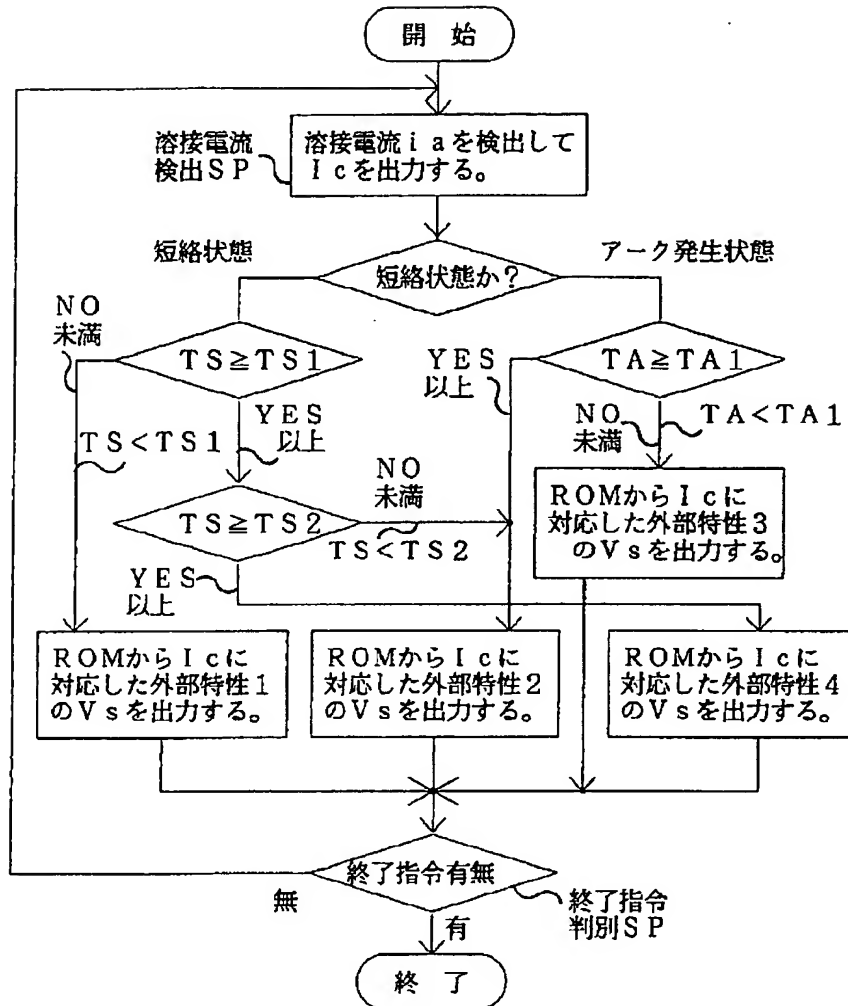 開 始
溶接電流
検出ＳＰ
溶接電流ｉａを検出して
Ｉｃを出力する。
短絡状態
アーク発生状態
短絡状態か？
ＮＯ
未満
ＴＳ≧ＴＳ１
ＹＥＳ
以上
ＴＡ≧ＴＡ１
ＴＳ＜ＴＳ１
ＹＥＳ
以上
ＮＯ
未満
ＴＡ＜ＴＡ１
ＮＯ
未満
ＴＳ≧ＴＳ２
ＴＳ＜ＴＳ２
ＲＯＭからＩｃに
対応した外部特性３
のＶｓを出力する。
ＹＥＳ
以上
ＲＯＭからＩｃに
対応した外部特性１
のＶｓを出力する。
ＲＯＭからＩｃに
対応した外部特性２
のＶｓを出力する。
ＲＯＭからＩｃに
対応した外部特性４
のＶｓを出力する。
終了指令有無
無
終了指令
判別ＳＰ
有
終 了